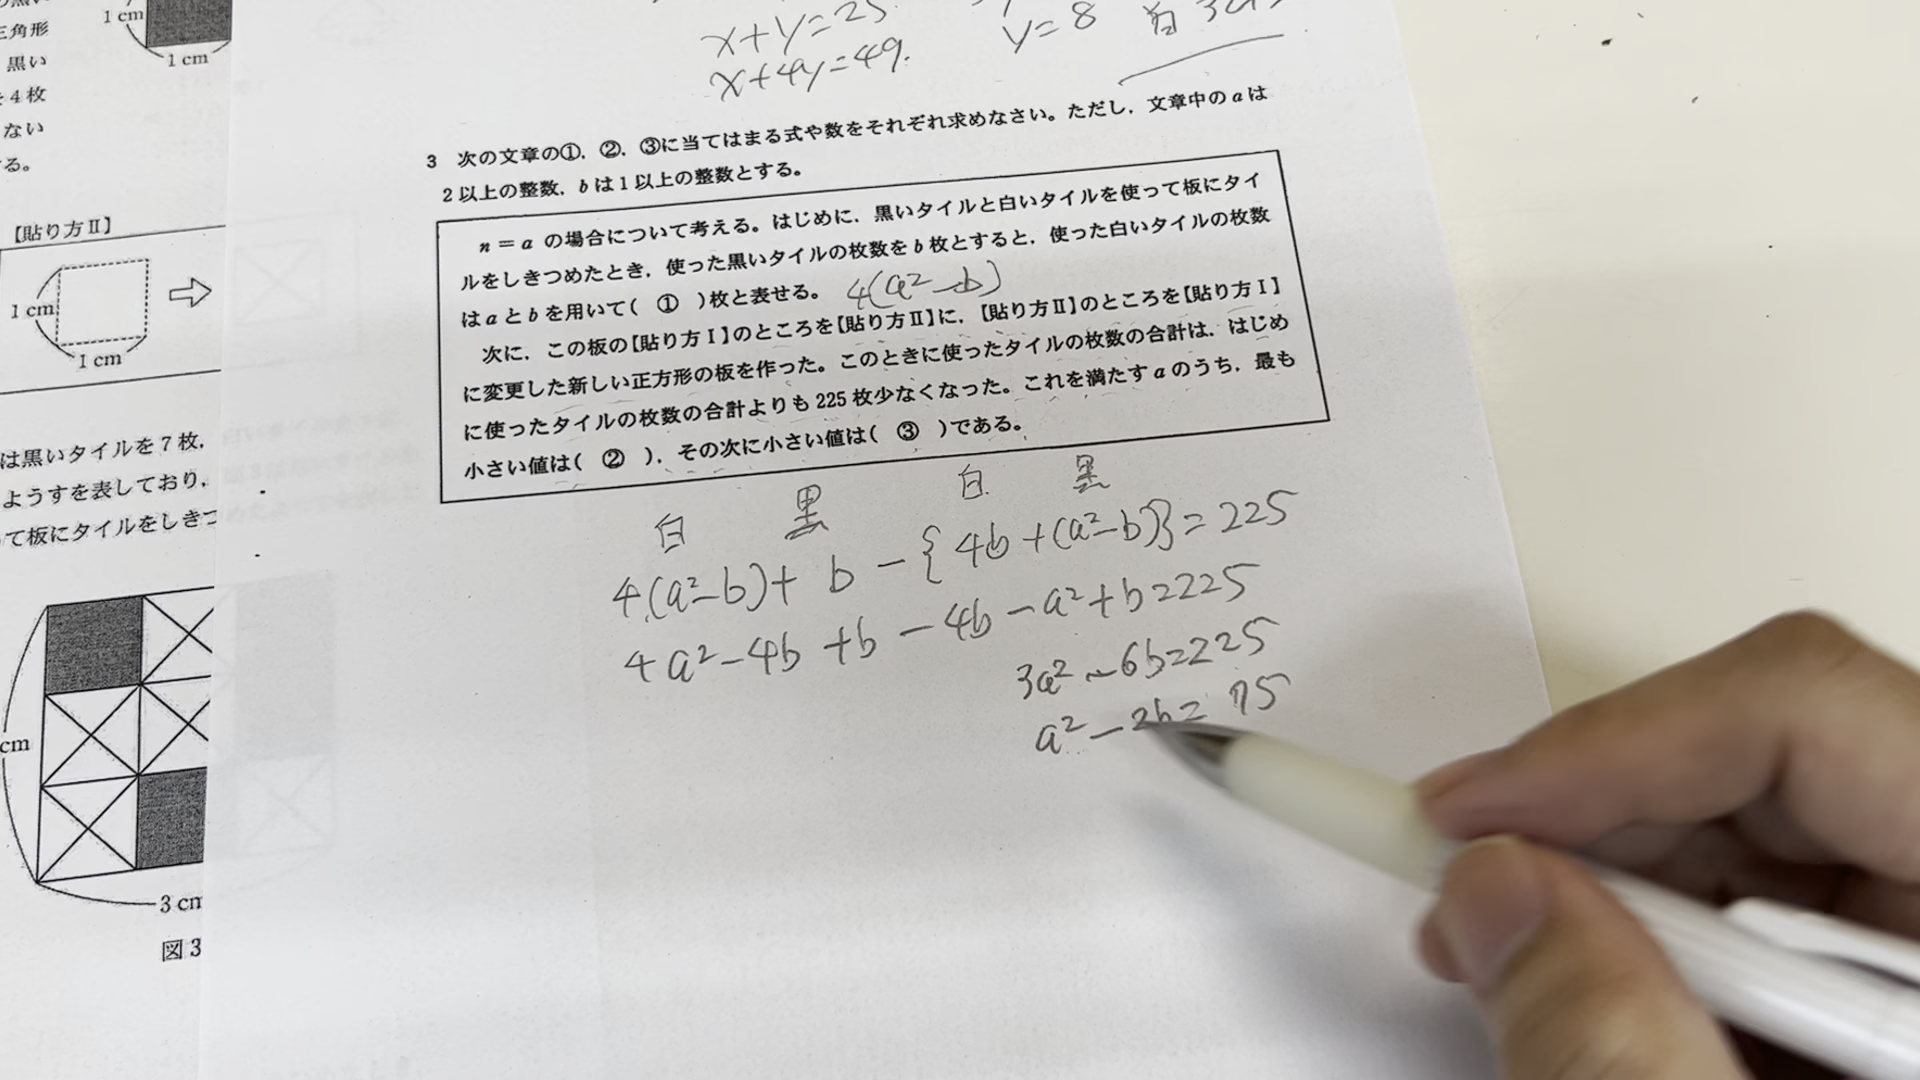 1 cm
1 cm
三角形
黒い
4枚
ない
る。
【貼り方Ⅱ】
1 cm
1 cm
は黒いタイルを7枚,
ようすを表しており,
て板にタイルをしきつ
cm
3 cm
図3
x+y=25
x+4y=49.
y=8
3 次の文章の①, ②, ③に当てはまる式や数をそれぞれ求めなさい。ただし, 文章中のaは
2以上の整数, bは1以上の整数とする。
n=a の場合について考える。はじめに, 黒いタイルと白いタイルを使って板にタイ
ルをしきつめたとき, 使った黒いタイルの枚数をb枚とすると, 使った白いタイルの枚数
はaとbを用いて( ① )枚と表せる。 4(a²-b)
次に, この板の【貼り方Ⅰ】のところを【貼り方Ⅱ】に, 【貼り方Ⅱ】のところを【貼り方Ⅰ】
に変更した新しい正方形の板を作った。このときに使ったタイルの枚数の合計は, はじめ
に使ったタイルの枚数の合計よりも225枚少なくなった。これを満たすaのうち, 最も
小さい値は( ② ), その次に小さい値は( ③ )である。
白 黒 白 黒
4(a²-b)+ b -{4b+(a²-b)}=225
4a²-4b+b-4b-a²+b=225
3a²-6b=225
a²-2b=75